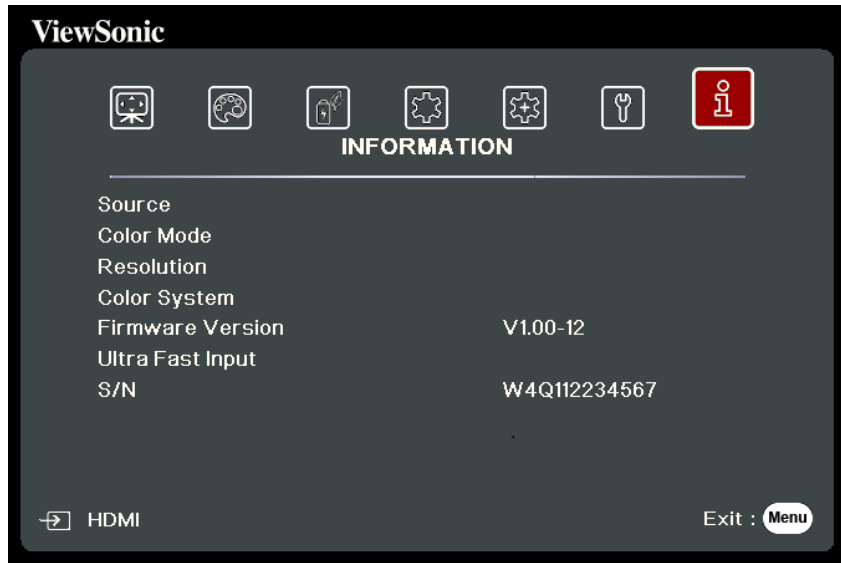 ViewSonic
INFORMATION
Source
Color Mode
Resolution
Color System
Firmware Version V1.00-12
Ultra Fast Input
S/N W4Q112234567
HDMI Exit : Menu